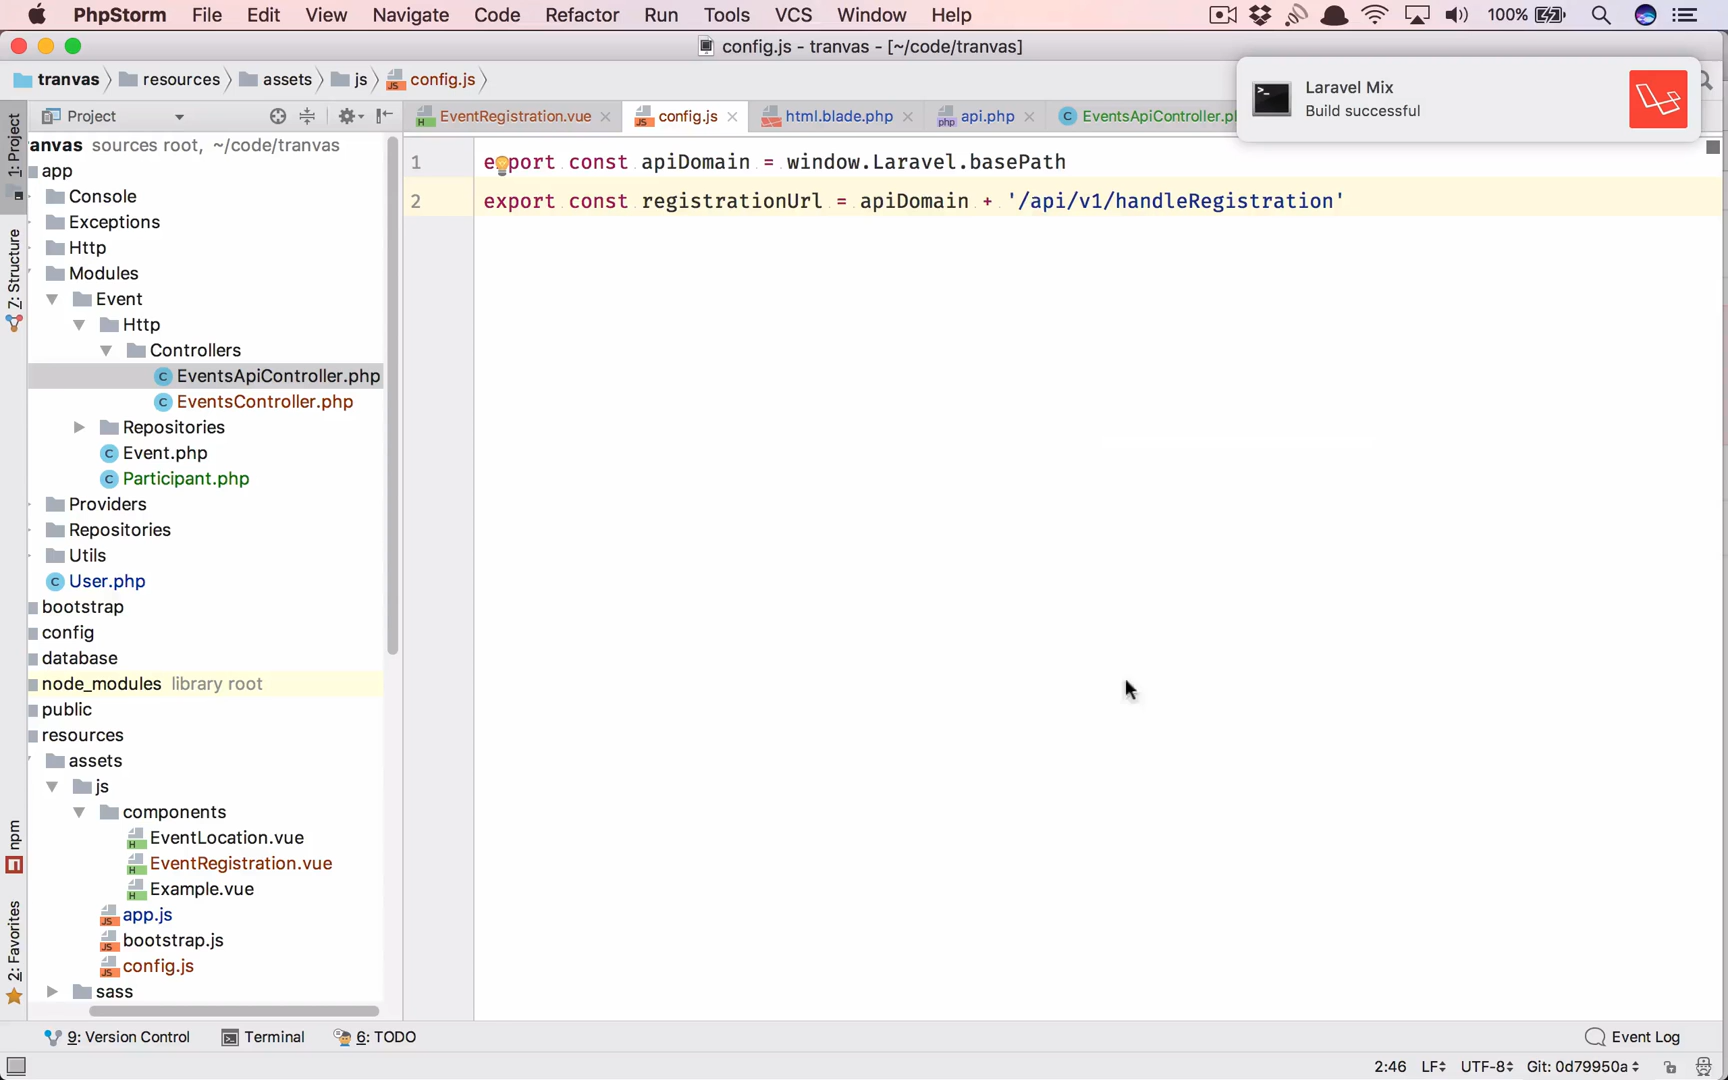 PhpStorm File Edit View Navigate Code Refactor Run Tools VCS Window Help 100%
config.js - tranvas - [~/code/tranvas]
tranvas resources assets js config.js
Laravel Mix
Build successful
Project
EventRegistration.vue config.js html.blade.php api.php EventsApiController.p
1: Project
7: Structure
npm
2: Favorites
anvas sources root, ~/code/tranvas
app
Console
Exceptions
Http
Modules
Event
Http
Controllers
EventsApiController.php
EventsController.php
Repositories
Event.php
Participant.php
Providers
Repositories
Utils
User.php
bootstrap
config
database
node_modules library root
public
resources
assets
js
components
EventLocation.vue
EventRegistration.vue
Example.vue
app.js
bootstrap.js
config.js
sass
1 export const apiDomain = window.Laravel.basePath
2 export const registrationUrl = apiDomain + '/api/v1/handleRegistration'
9: Version Control Terminal 6: TODO Event Log
2:46 LF UTF-8 Git: 0d79950a